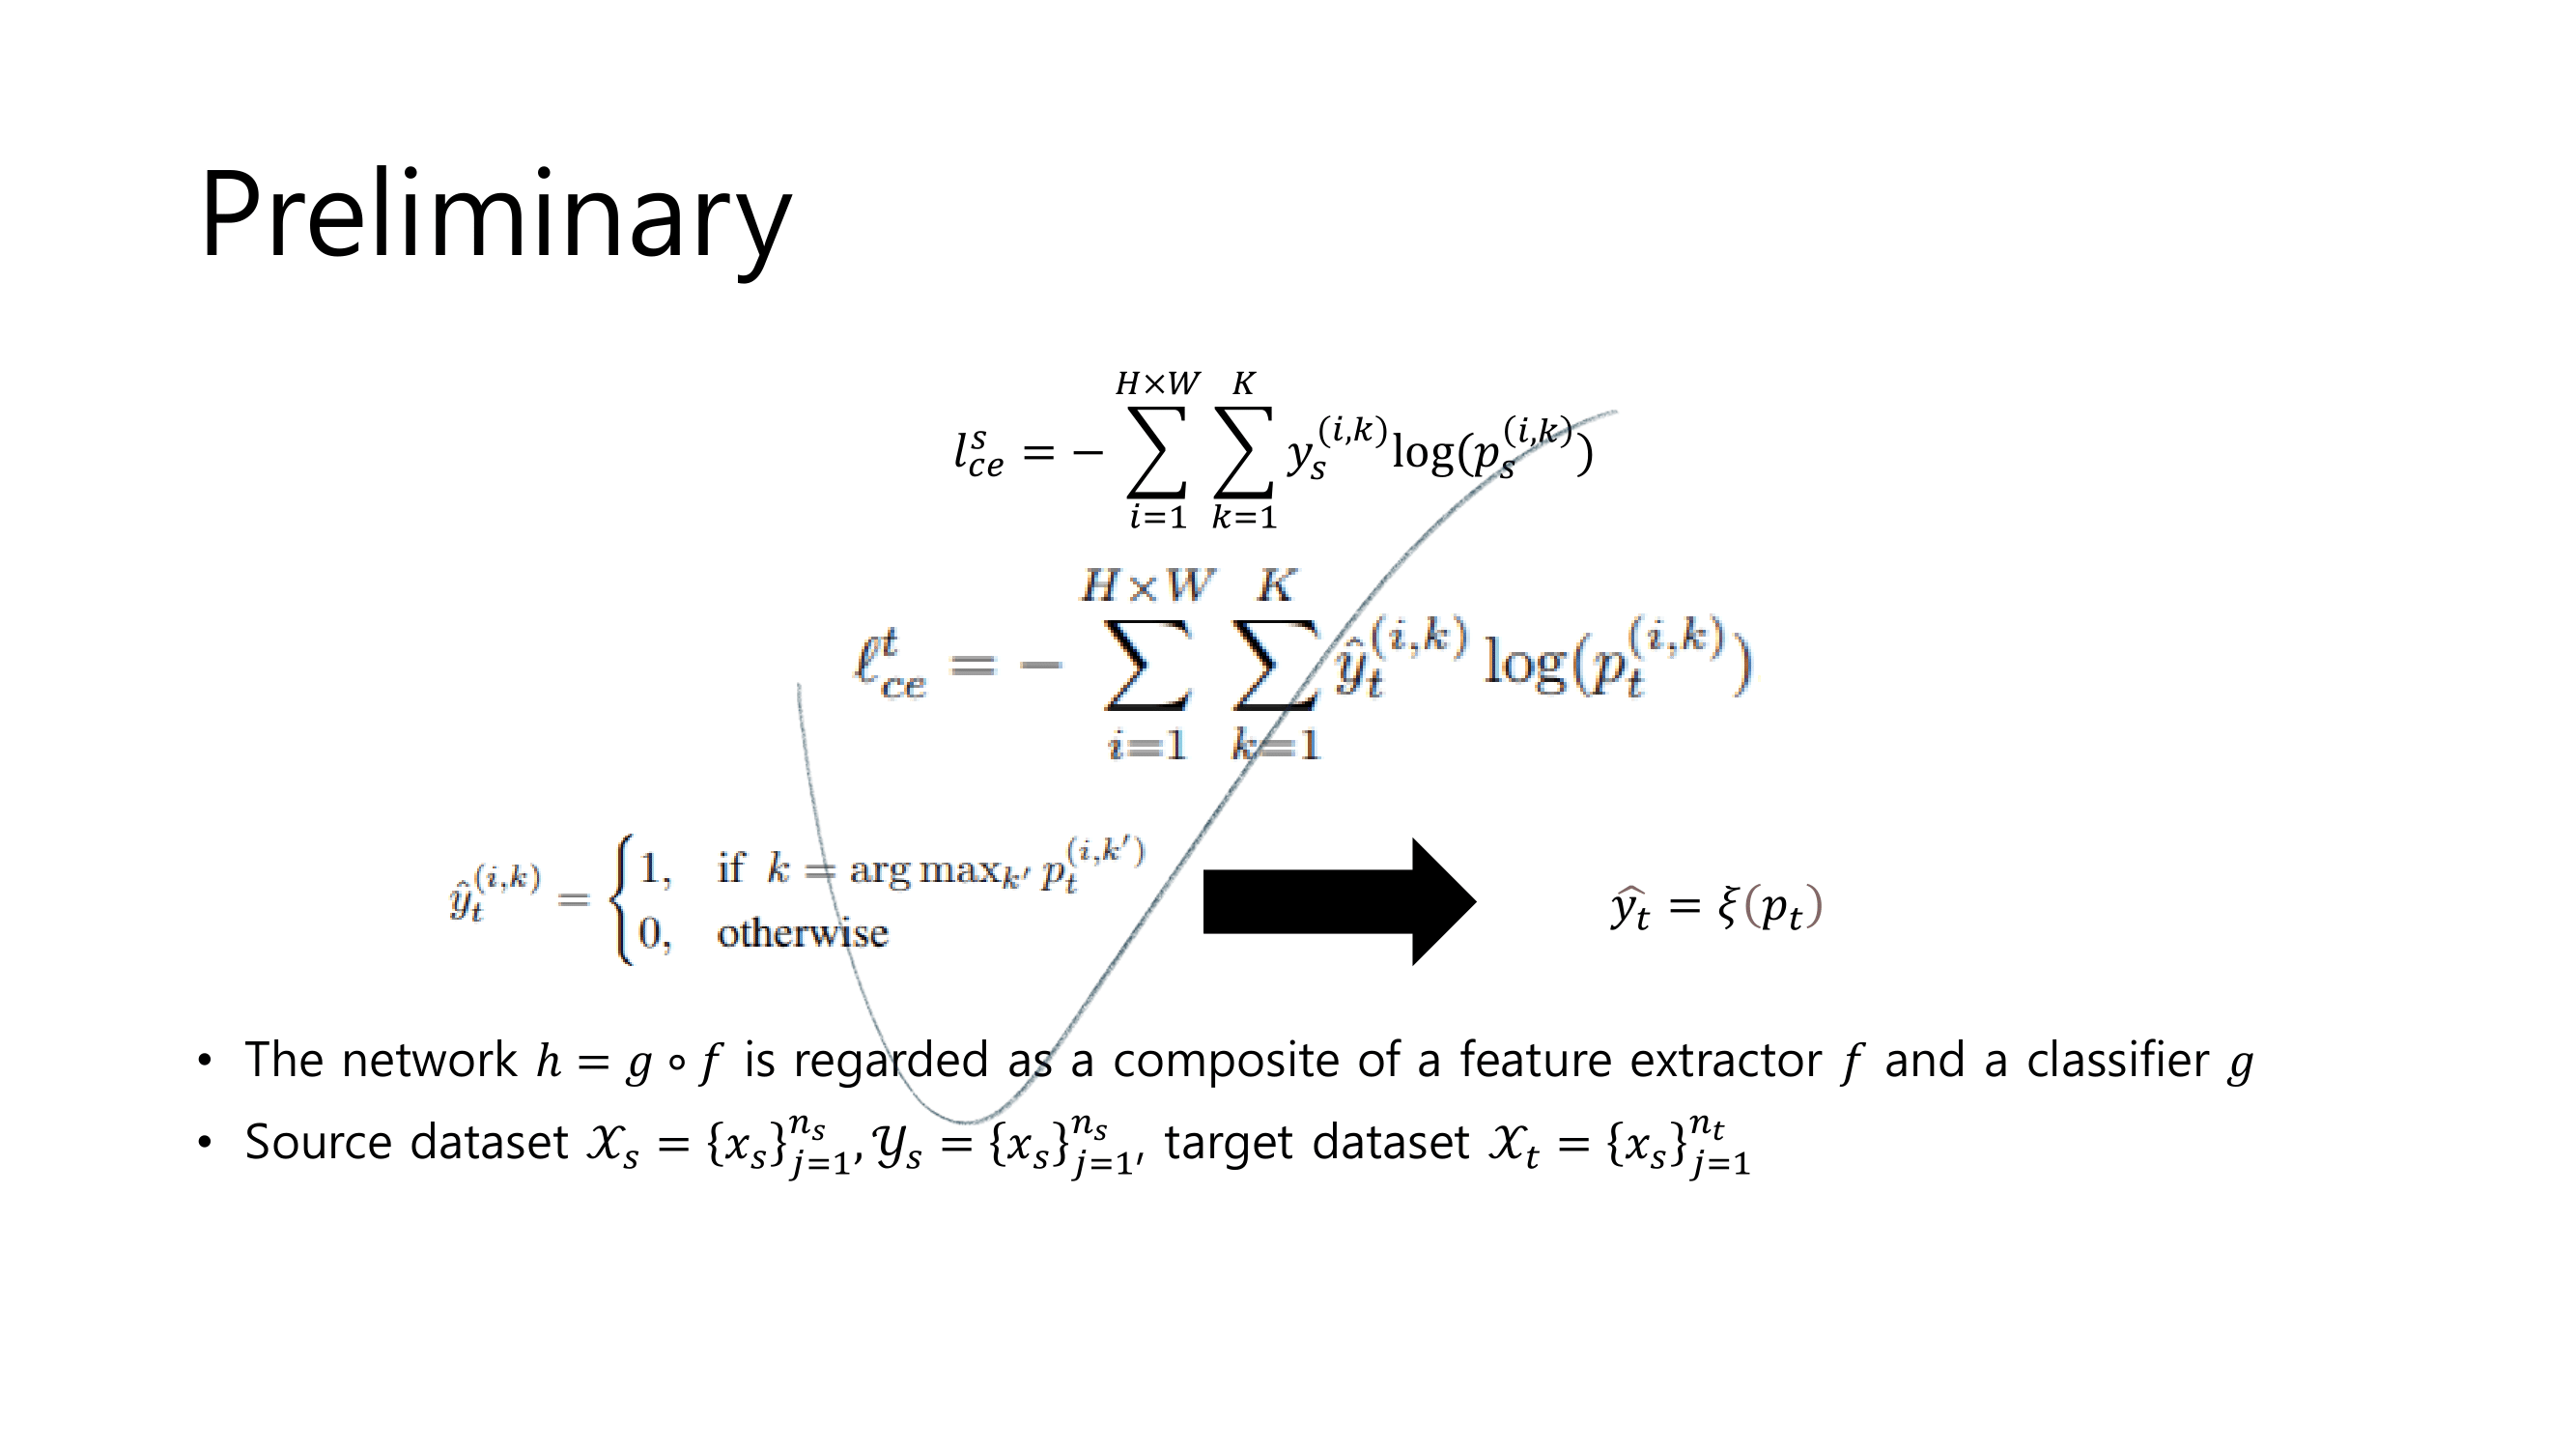 Preliminary
$l_{ce}^{s} = -\sum_{i=1}^{H \times W} \sum_{k=1}^{K} y_s^{(i,k)} \log(p_s^{(i,k)})$
$\ell_{ce}^{t} = -\sum_{i=1}^{H \times W} \sum_{k=1}^{K} \hat{y}_t^{(i,k)} \log(p_t^{(i,k)})$
$\hat{y}_t^{(i,k)} = \begin{cases} 1, & \text{if } k = \arg\max_{k'} p_t^{(i,k')} \\ 0, & \text{otherwise} \end{cases}$ $\widehat{y_t} = \xi(p_t)$
• The network $h = g \circ f$ is regarded as a composite of a feature extractor $f$ and a classifier $g$
• Source dataset $\mathcal{X}_s = \{x_s\}_{j=1}^{n_s}, \mathcal{Y}_s = \{x_s\}_{j=1}^{n_s}$, target dataset $\mathcal{X}_t = \{x_s\}_{j=1}^{n_t}$